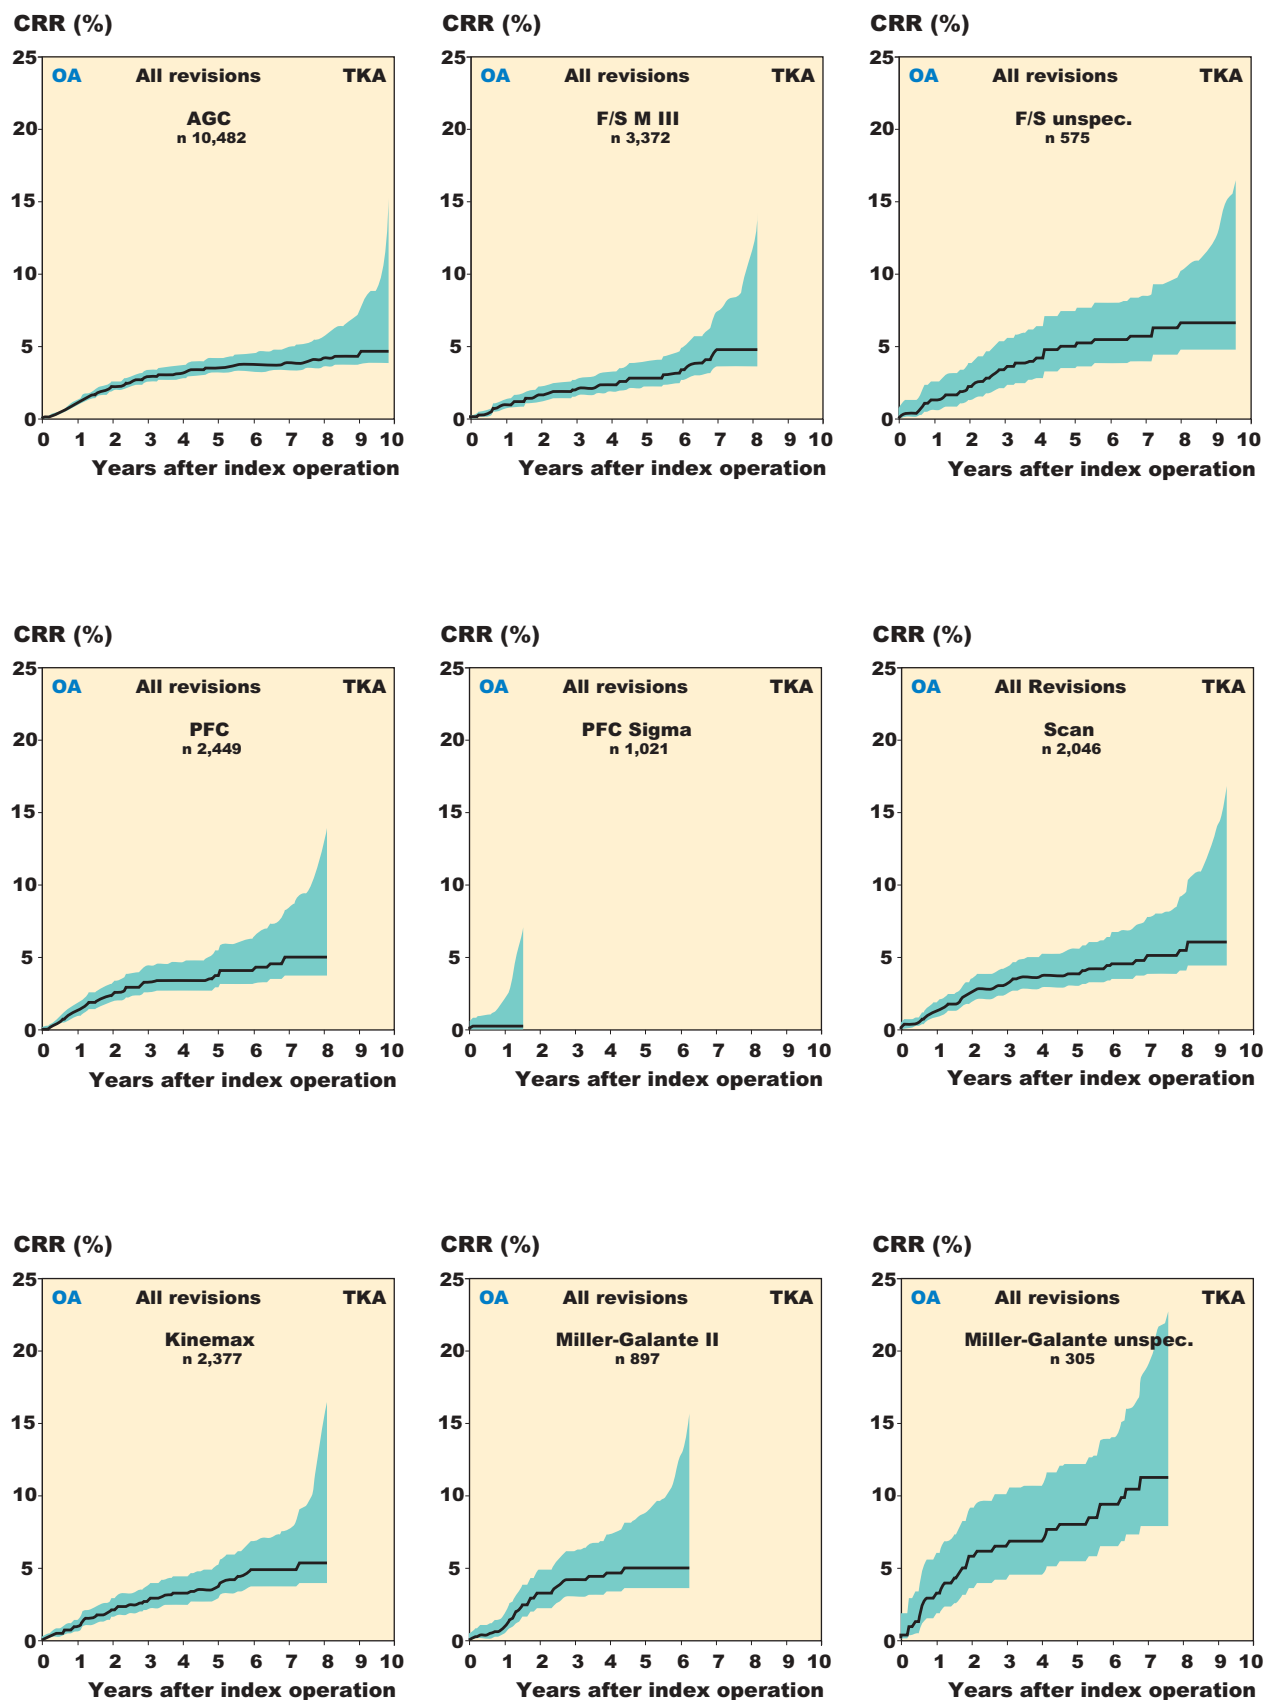 CRR (%)
25
OA All revisions TKA
AGC
n 10,482
20
15
10
5
0
0 1 2 3 4 5 6 7 8 9 10
Years after index operation
CRR (%)
25
OA All revisions TKA
F/S M III
n 3,372
20
15
10
5
0
0 1 2 3 4 5 6 7 8 9 10
Years after index operation
CRR (%)
25
OA All revisions TKA
F/S unspec.
n 575
20
15
10
5
0
0 1 2 3 4 5 6 7 8 9 10
Years after index operation
CRR (%)
25
OA All revisions TKA
PFC
n 2,449
20
15
10
5
0
0 1 2 3 4 5 6 7 8 9 10
Years after index operation
CRR (%)
25
OA All revisions TKA
PFC Sigma
n 1,021
20
15
10
5
0
0 1 2 3 4 5 6 7 8 9 10
Years after index operation
CRR (%)
25
OA All Revisions TKA
Scan
n 2,046
20
15
10
5
0
0 1 2 3 4 5 6 7 8 9 10
Years after index operation
CRR (%)
25
OA All revisions TKA
Kinemax
n 2,377
20
15
10
5
0
0 1 2 3 4 5 6 7 8 9 10
Years after index operation
CRR (%)
25
OA All revisions TKA
Miller-Galante II
n 897
20
15
10
5
0
0 1 2 3 4 5 6 7 8 9 10
Years after index operation
CRR (%)
25
OA All revisions TKA
Miller-Galante unspec.
n 305
20
15
10
5
0
0 1 2 3 4 5 6 7 8 9 10
Years after index operation